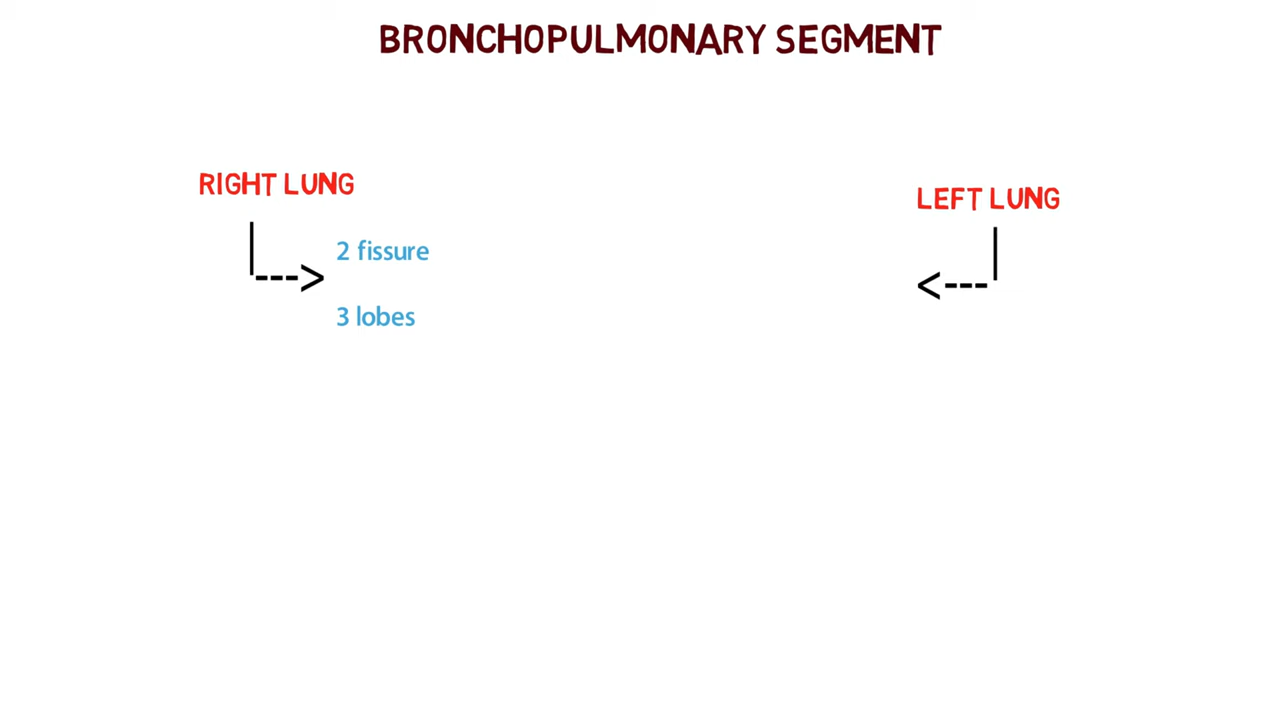 BRONCHOPULMONARY SEGMENT
RIGHT LUNG
2 fissure
3 lobes
LEFT LUNG